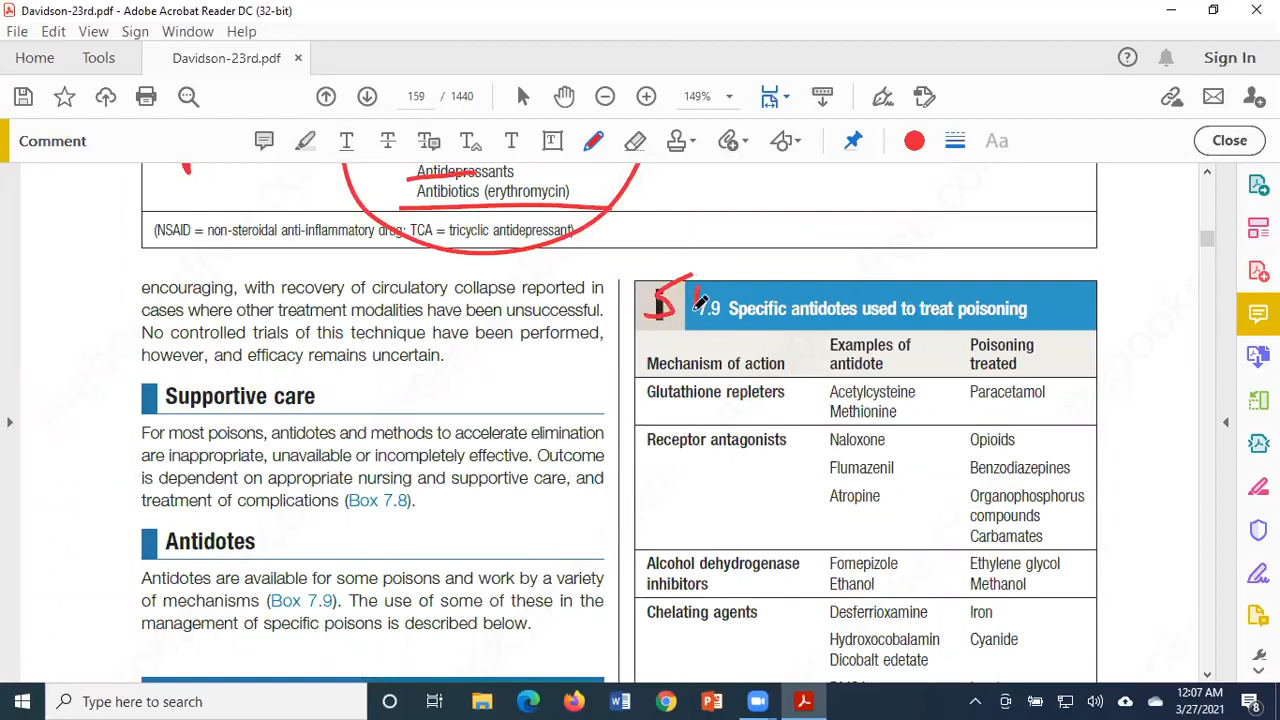 Davidson-23rd.pdf - Adobe Acrobat Reader DC (32-bit)
File Edit View Sign Window Help
Home Tools Davidson-23rd.pdf × Sign In
159 / 1440 149%
Comment Aa Close
Antidepressants
Antibiotics (erythromycin)
(NSAID = non-steroidal anti-inflammatory drug; TCA = tricyclic antidepressant)
encouraging, with recovery of circulatory collapse reported in
cases where other treatment modalities have been unsuccessful.
No controlled trials of this technique have been performed,
however, and efficacy remains uncertain.
Supportive care
For most poisons, antidotes and methods to accelerate elimination
are inappropriate, unavailable or incompletely effective. Outcome
is dependent on appropriate nursing and supportive care, and
treatment of complications (Box 7.8).
Antidotes
Antidotes are available for some poisons and work by a variety
of mechanisms (Box 7.9). The use of some of these in the
management of specific poisons is described below.
7.9 Specific antidotes used to treat poisoning
Mechanism of action Examples of antidote Poisoning treated
Glutathione repleters Acetylcysteine Paracetamol
Methionine
Receptor antagonists Naloxone Opioids
Flumazenil Benzodiazepines
Atropine Organophosphorus
compounds
Carbamates
Alcohol dehydrogenase Fomepizole Ethylene glycol
inhibitors Ethanol Methanol
Chelating agents Desferrioxamine Iron
Hydroxocobalamin Cyanide
Dicobalt edetate
Type here to search
12:07 AM
3/27/2021
8